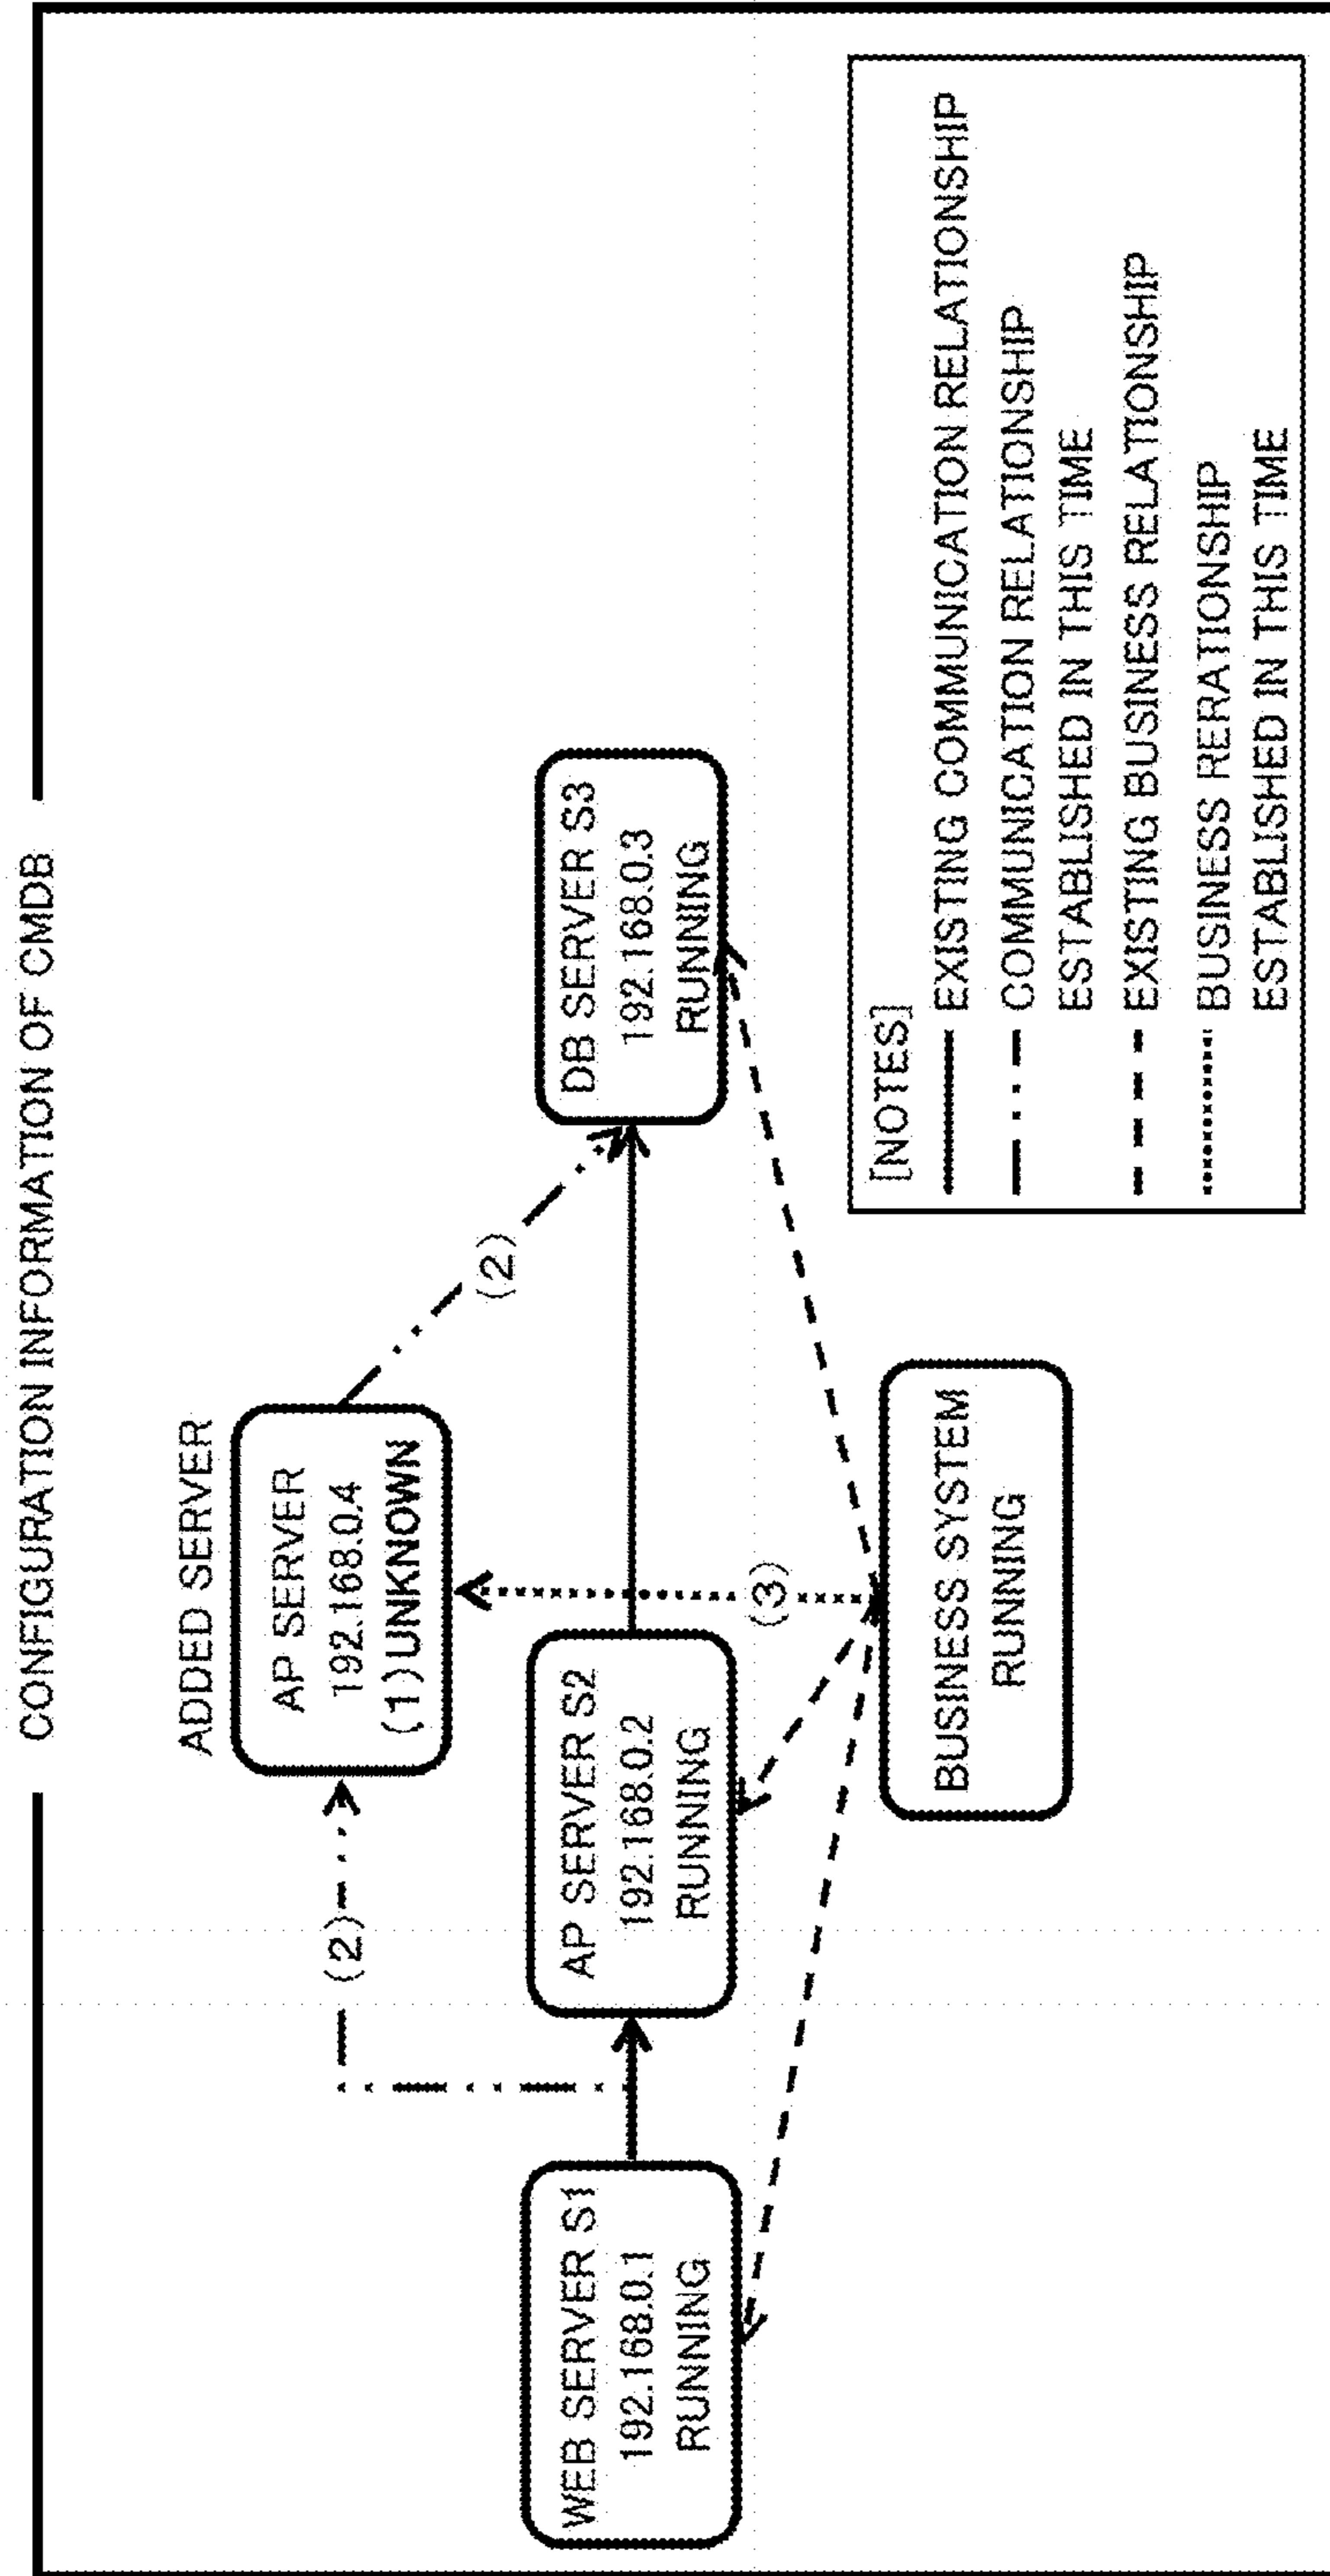 CONFIGURATION INFORMATION OF CMDB
ADDED SERVER
AP SERVER
192.168.0.4
(1)UNKNOWN
(2)
(2)
WEB SERVER S1
192.168.0.1
RUNNING
AP SERVER S2
192.168.0.2
RUNNING
DB SERVER S3
192.168.0.3
RUNNING
(3)
BUSINESS SYSTEM
RUNNING
[NOTES]
EXISTING COMMUNICATION RELATIONSHIP
COMMUNICATION RELATIONSHIP
ESTABLISHED IN THIS TIME
EXISTING BUSINESS RELATIONSHIP
BUSINESS RERATIONSHIP
ESTABLISHED IN THIS TIME